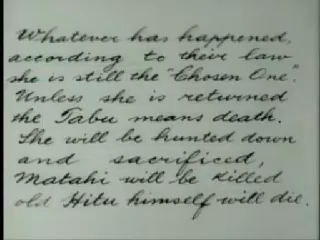 Whatever has happened,
according to their law
she is still the "Chosen One".
Unless she is returned
the Tabu means death.
She will be hunted down
and sacrificed,
Matahi will be killed
old Hitu himself will die.